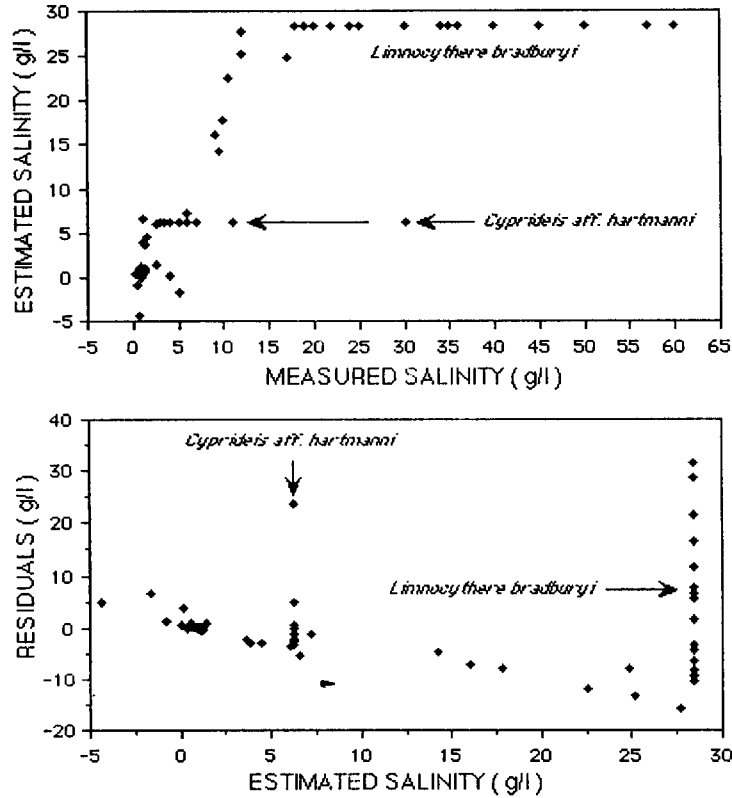 30
25
20
15
10
5
0
-5
ESTIMATED SALINITY ( g/l )
Limnocythere bradburyi
Cyprideis aff. hartmanni
-5 0 5 10 15 20 25 30 35 40 45 50 55 60 65
MEASURED SALINITY ( g/l )
40
30
20
10
0
-10
-20
RESIDUALS ( g/l )
Cyprideis aff. hartmanni
Limnocythere bradburyi
-5 0 5 10 15 20 25 30
ESTIMATED SALINITY ( g/l )